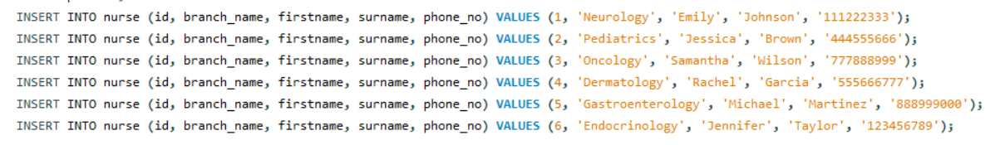 INSERT INTO nurse (id, branch_name, firstname, surname, phone_no) VALUES (1, 'Neurology', 'Emily', 'Johnson', '111222333');
INSERT INTO nurse (id, branch_name, firstname, surname, phone_no) VALUES (2, 'Pediatrics', 'Jessica', 'Brown', '444555666');
INSERT INTO nurse (id, branch_name, firstname, surname, phone_no) VALUES (3, 'Oncology', 'Samantha', 'Wilson', '777888999');
INSERT INTO nurse (id, branch_name, firstname, surname, phone_no) VALUES (4, 'Dermatology', 'Rachel', 'Garcia', '555666777');
INSERT INTO nurse (id, branch_name, firstname, surname, phone_no) VALUES (5, 'Gastroenterology', 'Michael', 'Martinez', '888999000');
INSERT INTO nurse (id, branch_name, firstname, surname, phone_no) VALUES (6, 'Endocrinology', 'Jennifer', 'Taylor', '123456789');